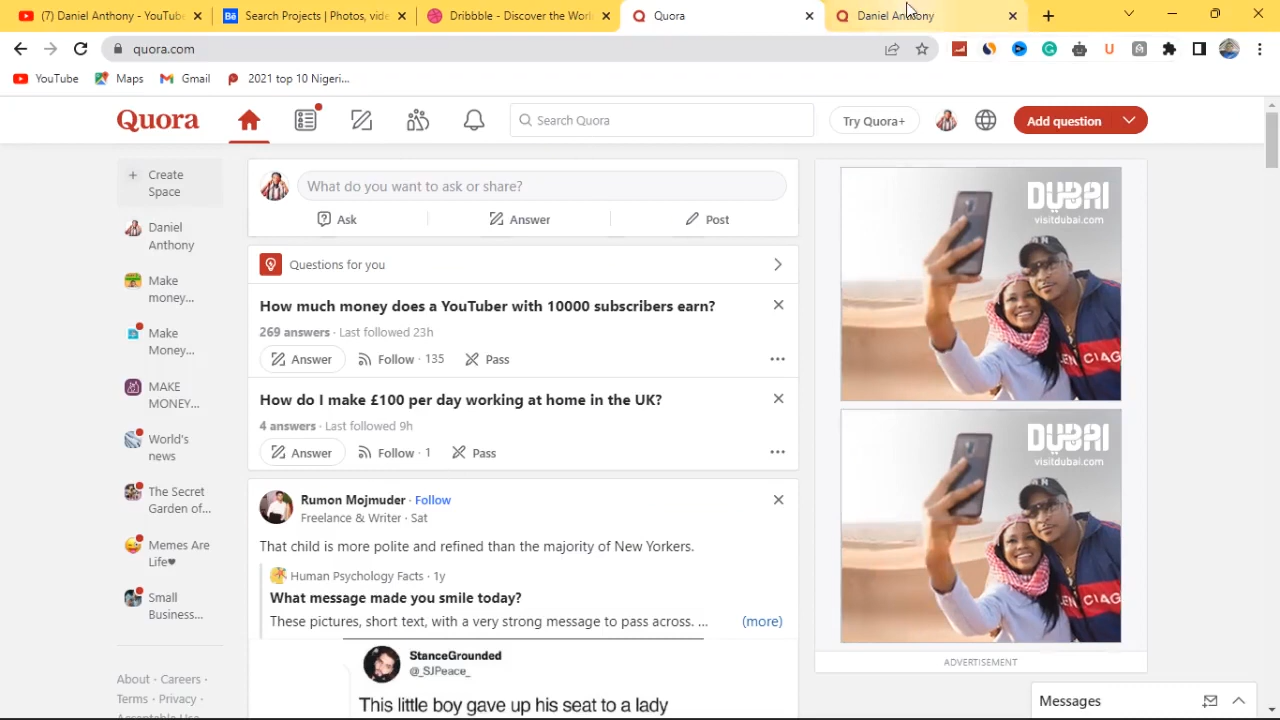 (7) Daniel Anthony - YouTube
Search Projects | Photos, vide
Dribbble - Discover the Worl
Quora
Daniel Anthony
quora.com
YouTube
Maps
Gmail
2021 top 10 Nigeri...
Quora
Search Quora
Try Quora+
Add question
Create
Space
Daniel
Anthony
Make
money...
Make
Money...
MAKE
MONEY...
World's
news
The Secret
Garden of...
Memes Are
Life♥
Small
Business...
About · Careers ·
Terms · Privacy ·
Acceptable Use
What do you want to ask or share?
Ask
Answer
Post
Questions for you
How much money does a YouTuber with 10000 subscribers earn?
269 answers · Last followed 23h
Answer
Follow · 135
Pass
How do I make £100 per day working at home in the UK?
4 answers · Last followed 9h
Answer
Follow · 1
Pass
Rumon Mojmuder · Follow
Freelance & Writer · Sat
That child is more polite and refined than the majority of New Yorkers.
Human Psychology Facts · 1y
What message made you smile today?
These pictures, short text, with a very strong message to pass across. ...
(more)
StanceGrounded
@_SJPeace_
This little boy gave up his seat to a lady
DUBAI
visitdubai.com
DUBAI
visitdubai.com
ADVERTISEMENT
Messages